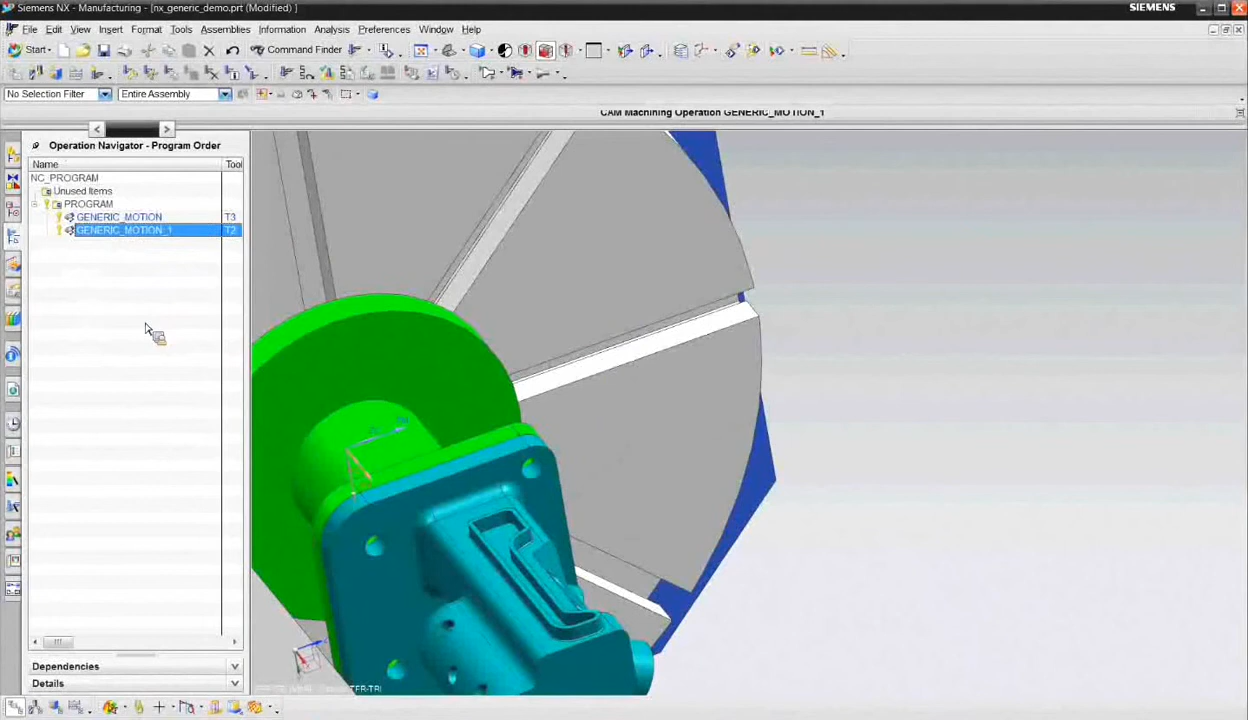 Siemens NX - Manufacturing - [nx_generic_demo.prt (Modified) ]
SIEMENS
File Edit View Insert Format Tools Assemblies Information Analysis Preferences Window Help
Start
Command Finder
No Selection Filter
Entire Assembly
CAM Machining Operation GENERIC_MOTION_1
Operation Navigator - Program Order
Name
Tool
NC_PROGRAM
Unused Items
PROGRAM
GENERIC_MOTION
T3
GENERIC_MOTION_1
T2
Dependencies
Details